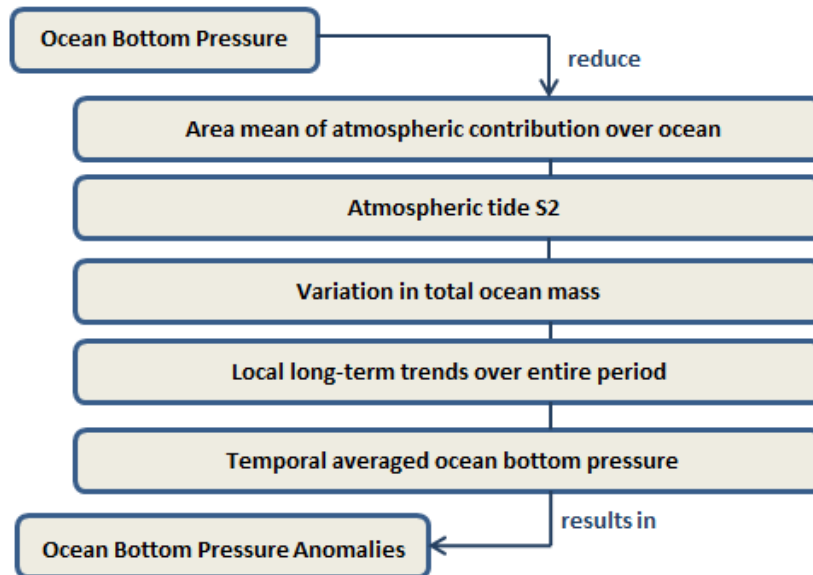 Ocean Bottom Pressure
reduce
Area mean of atmospheric contribution over ocean
Atmospheric tide S2
Variation in total ocean mass
Local long-term trends over entire period
Temporal averaged ocean bottom pressure
results in
Ocean Bottom Pressure Anomalies